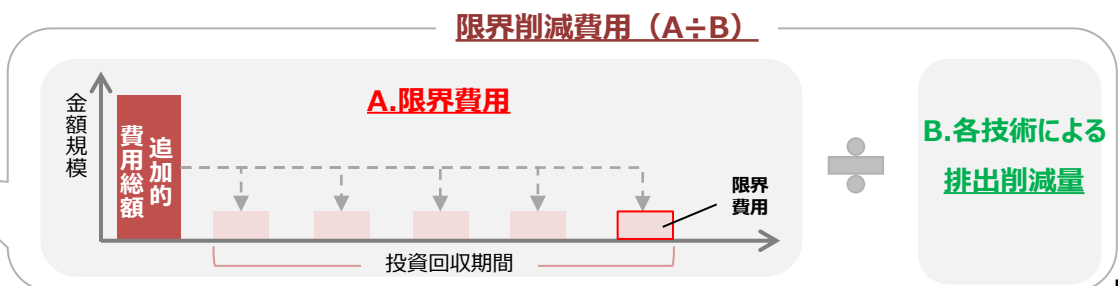 限界削減費用（A÷B）
金額規模
追加的
費用総額
A.限界費用
限界
費用
投資回収期間
B.各技術による
排出削減量